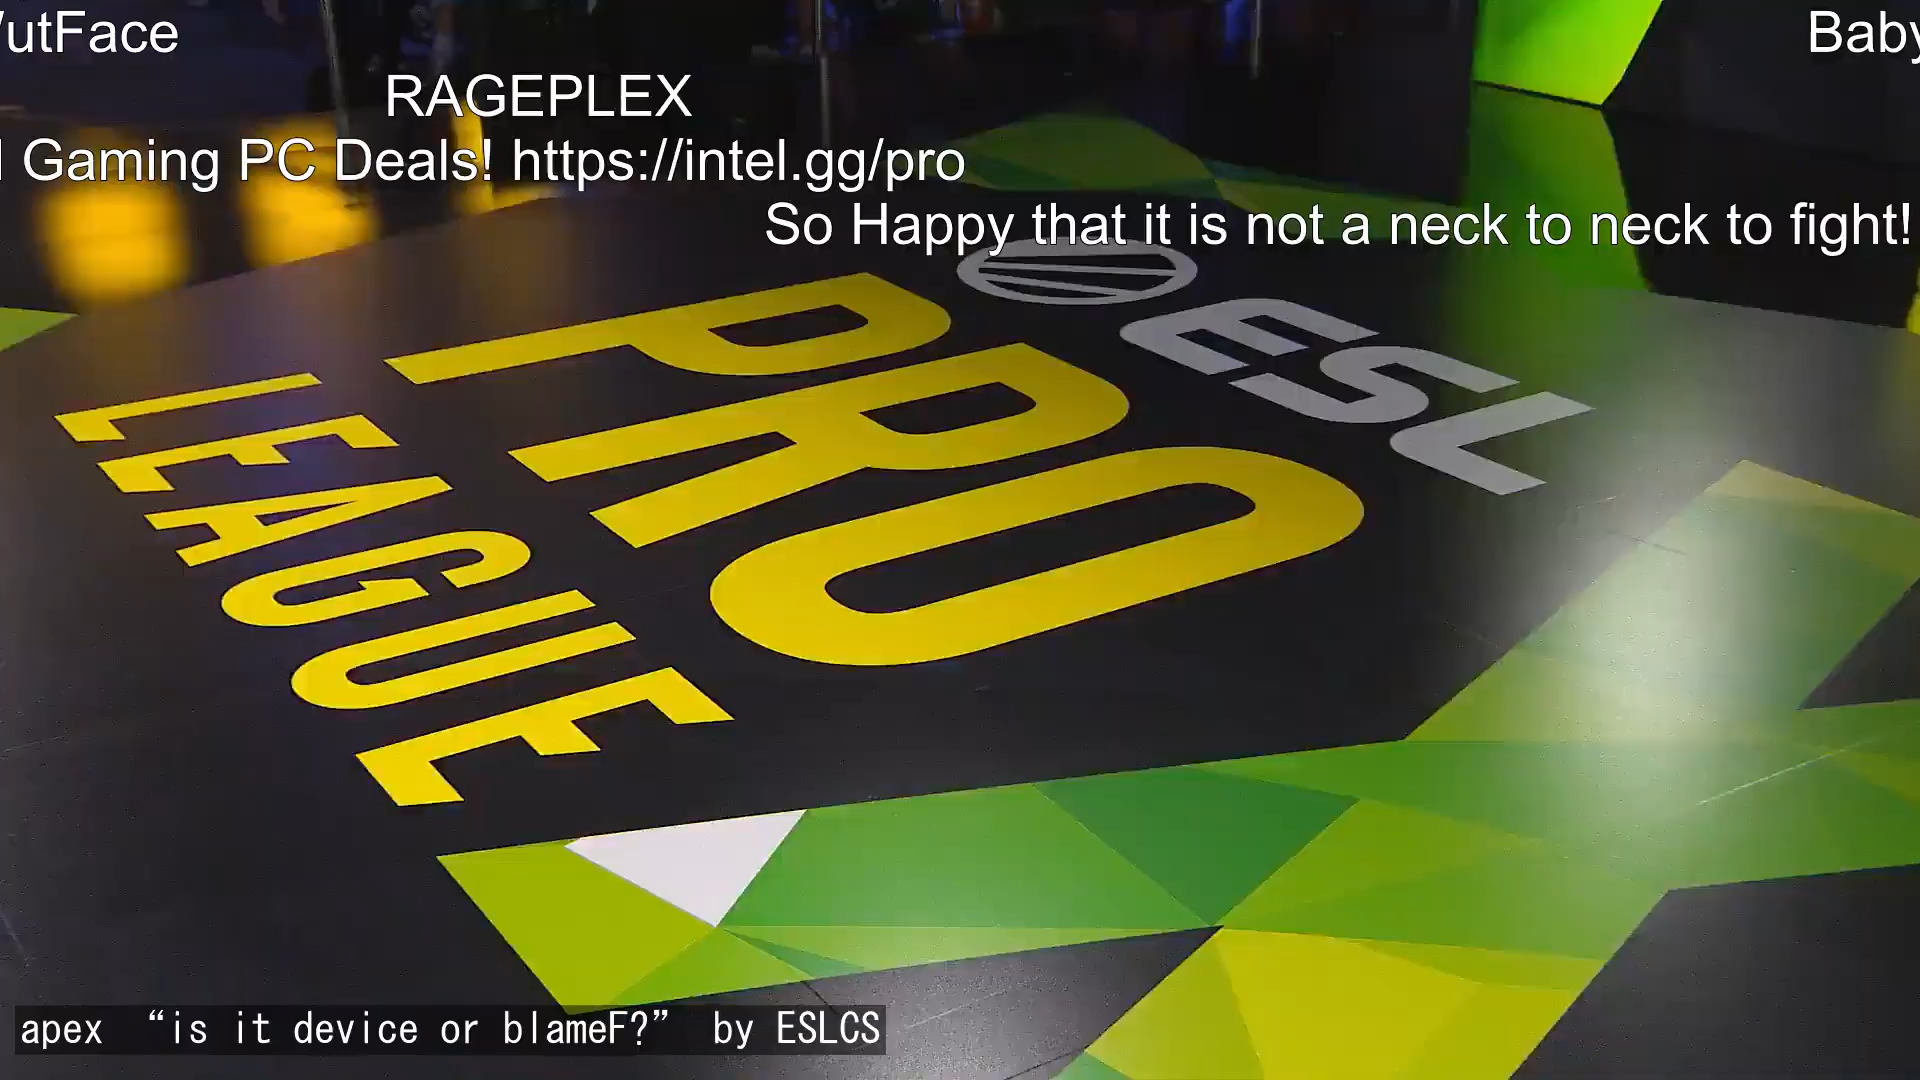 utFace
Baby
RAGEPLEX
Gaming PC Deals! https://intel.gg/pro
So Happy that it is not a neck to neck to fight!
ESL
PRO
LEAGUE
apex “is it device or blameF?” by ESLCS